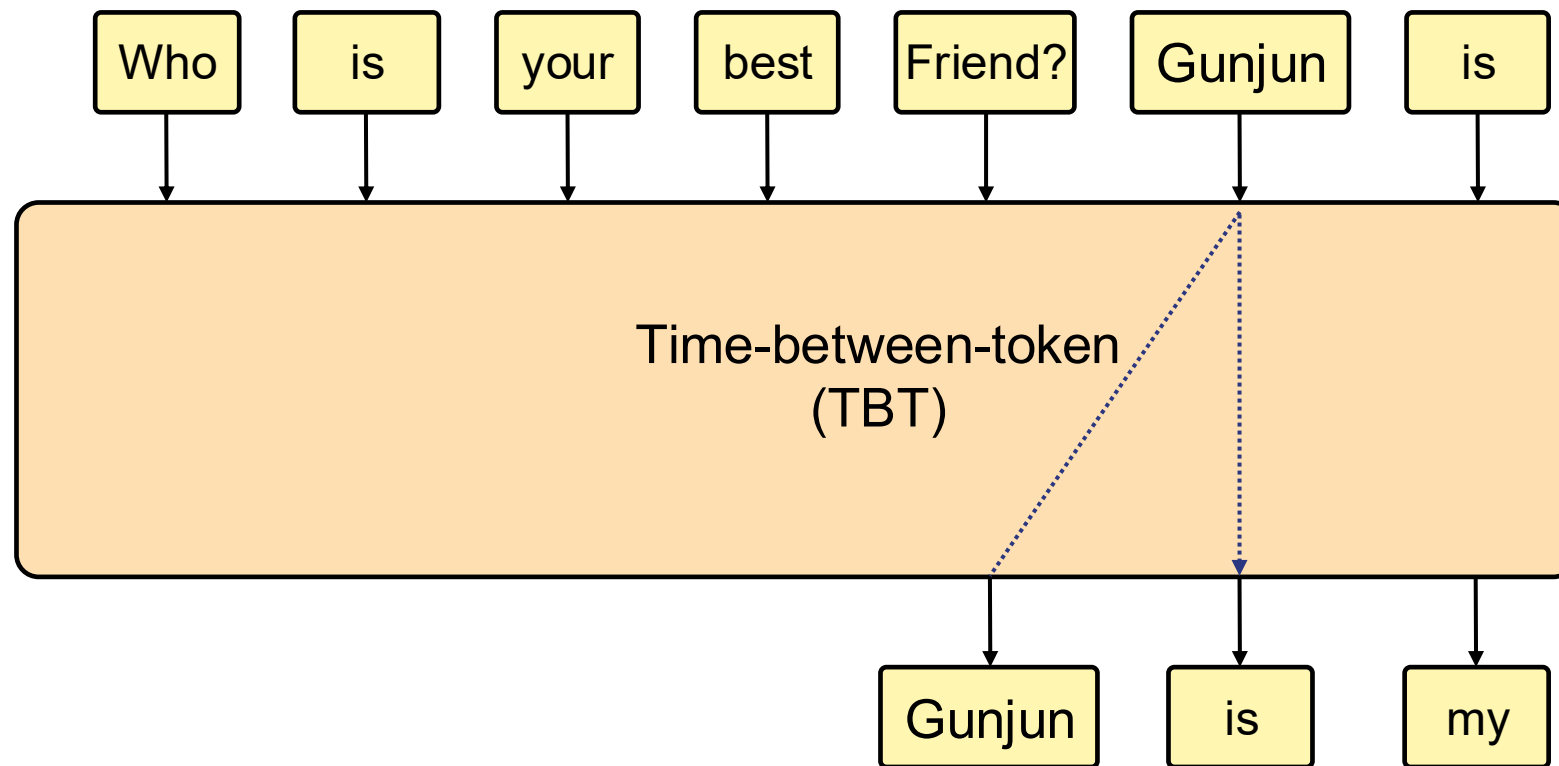 Who is your best Friend? Gunjun is
Time-between-token
(TBT)
Gunjun is my